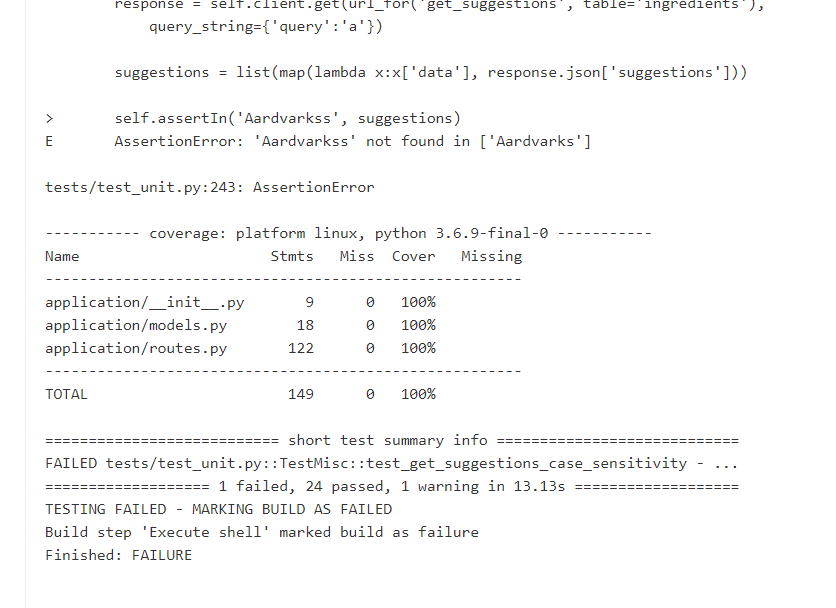 response = self.client.get(url_for('get_suggestions', table='ingredients'),
query_string={'query':'a'})
suggestions = list(map(lambda x:x['data'], response.json['suggestions']))
> self.assertIn('Aardvarkss', suggestions)
E AssertionError: 'Aardvarkss' not found in ['Aardvarks']
tests/test_unit.py:243: AssertionError
----------- coverage: platform linux, python 3.6.9-final-0 -----------
Name Stmts Miss Cover Missing
-------------------------------------------------------
application/__init__.py 9 0 100%
application/models.py 18 0 100%
application/routes.py 122 0 100%
-------------------------------------------------------
TOTAL 149 0 100%
=========================== short test summary info ============================
FAILED tests/test_unit.py::TestMisc::test_get_suggestions_case_sensitivity - ...
=================== 1 failed, 24 passed, 1 warning in 13.13s ===================
TESTING FAILED - MARKING BUILD AS FAILED
Build step 'Execute shell' marked build as failure
Finished: FAILURE